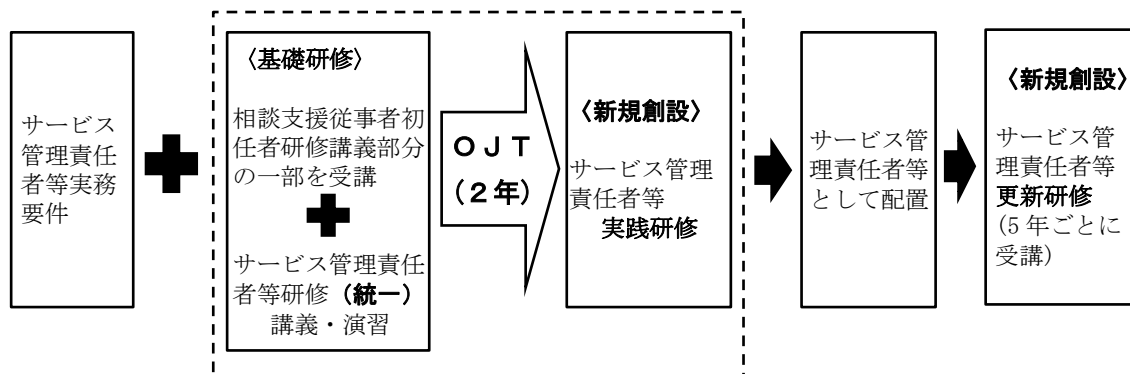 サービス
管理責任
者等実務
要件
〈基礎研修〉
相談支援従事者初
任者研修講義部分
の一部を受講
サービス管理責任
者等研修（統一）
講義・演習
ＯＪＴ
（２年）
〈新規創設〉
サービス管理
責任者等
実践研修
サービス管
理責任者等
として配置
〈新規創設〉
サービス管
理責任者等
更新研修
(5 年ごとに
受講）